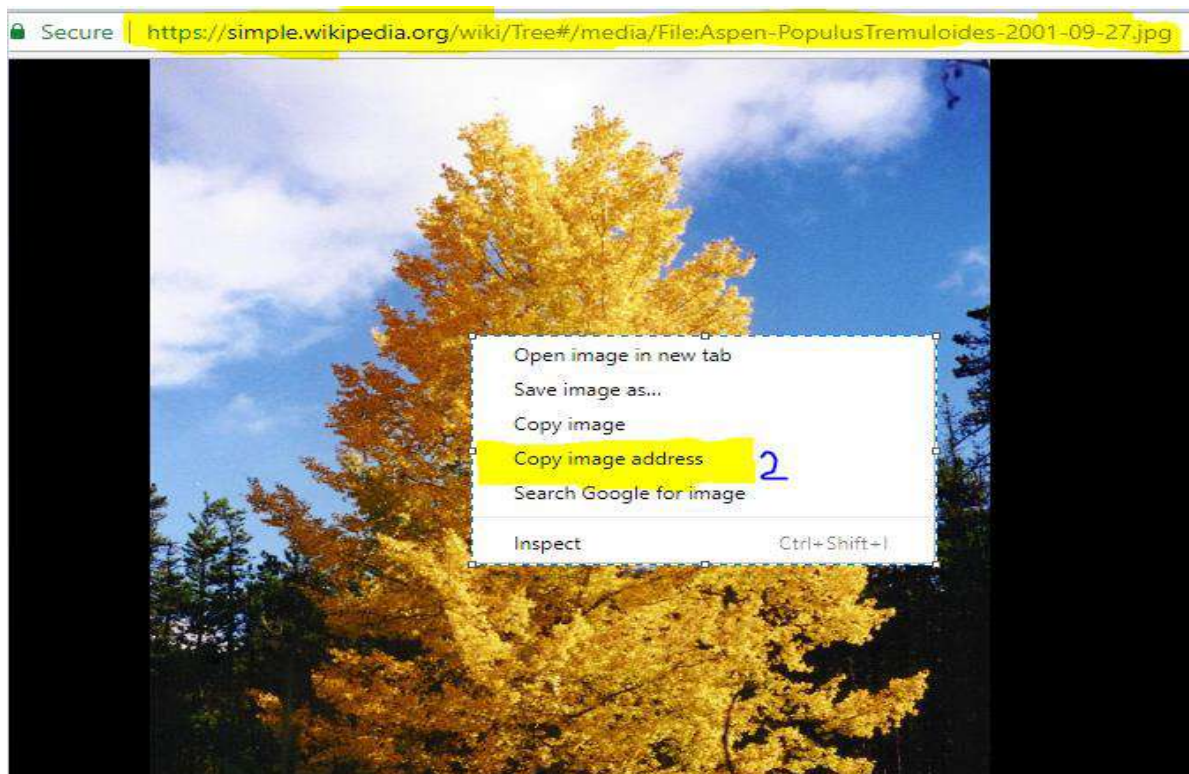 Secure | https://simple.wikipedia.org/wiki/Tree#/media/File:Aspen-PopulusTremuloides-2001-09-27.jpg
Open image in new tab
Save image as...
Copy image
Copy image address 2
Search Google for image
Inspect Ctrl+Shift+I